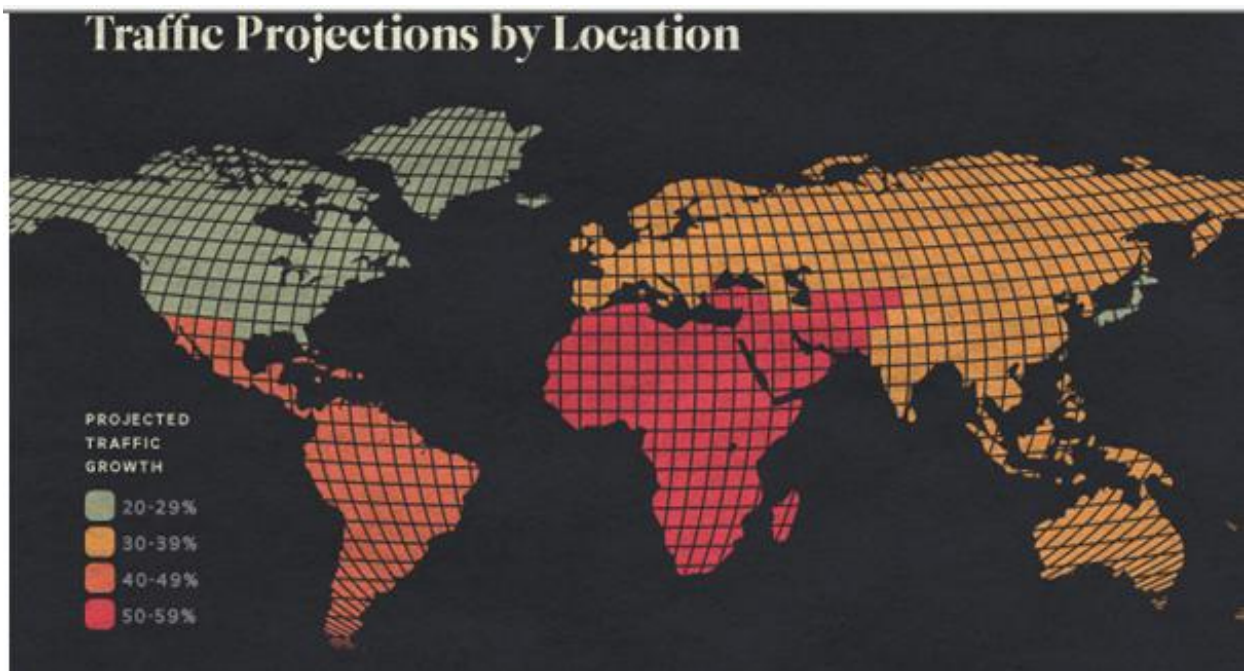 Traffic Projections by Location
PROJECTED
TRAFFIC
GROWTH
20-29%
30-39%
40-49%
50-59%